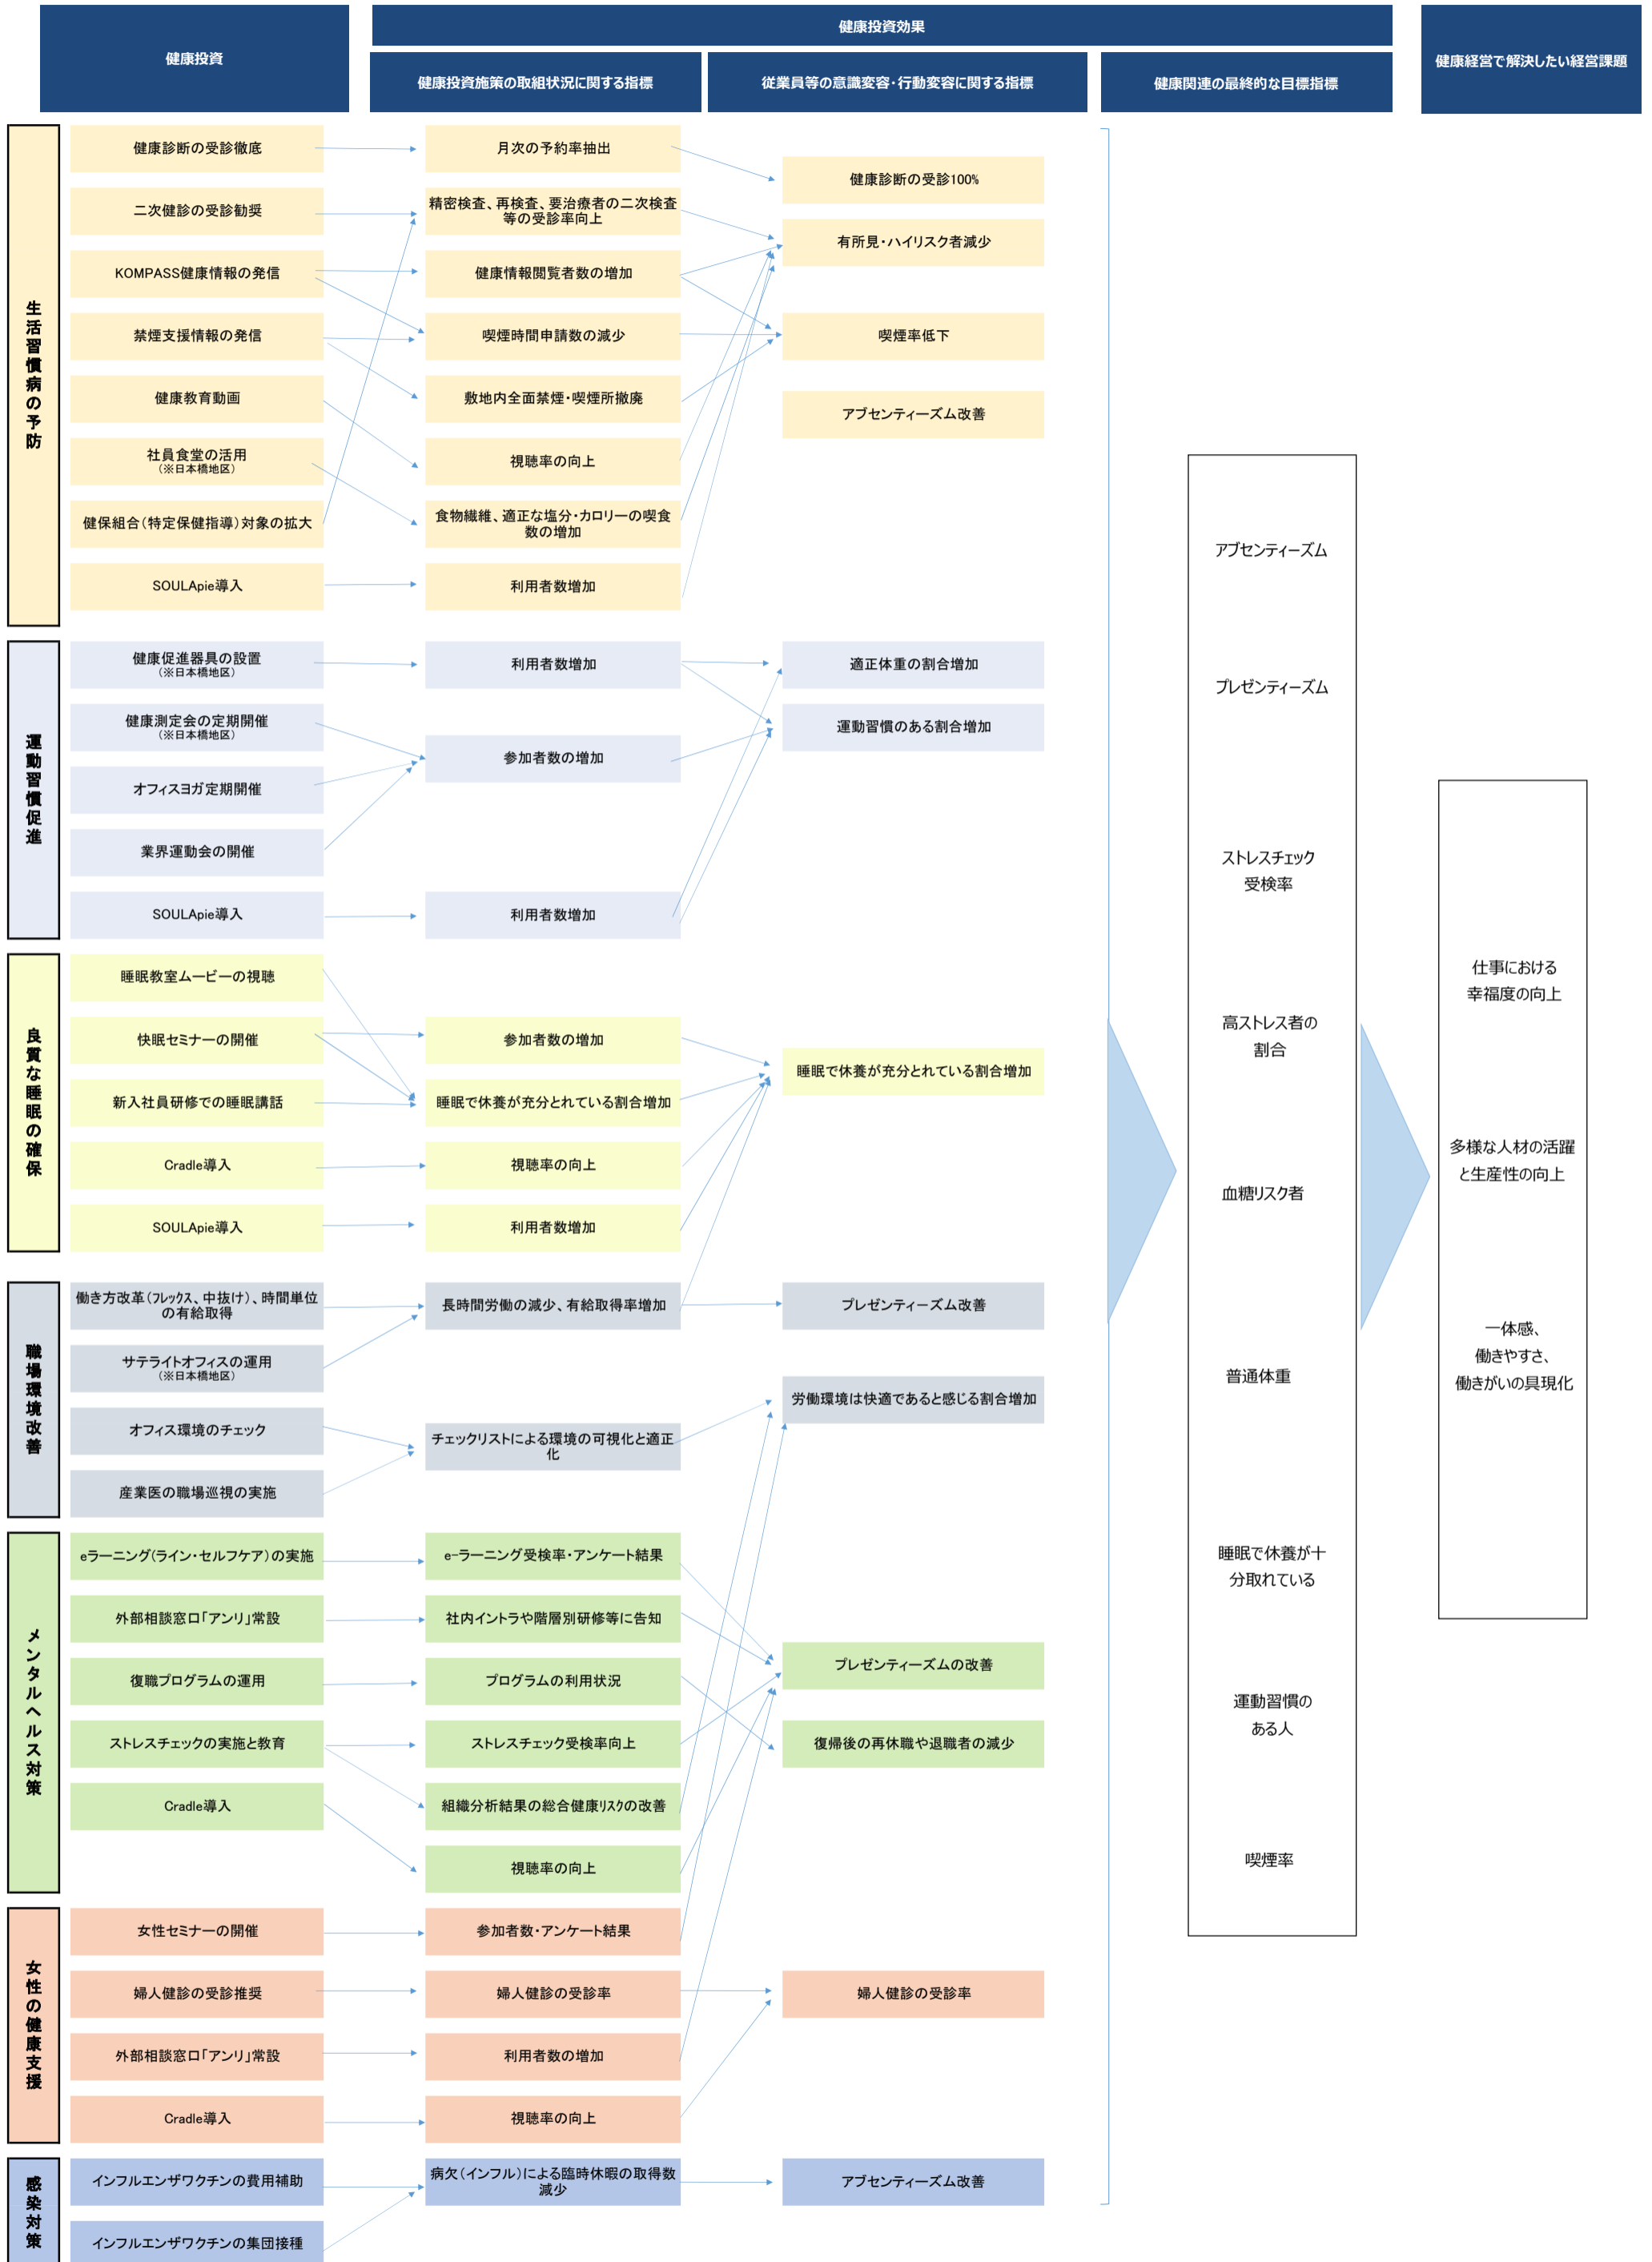 健康投資
健康投資効果
健康経営で解決したい経営課題
健康投資施策の取組状況に関する指標
従業員等の意識変容・行動変容に関する指標
健康関連の最終的な目標指標
生活習慣病の予防
健康診断の受診徹底
月次の予約率抽出
健康診断の受診100%
二次健診の受診勧奨
精密検査、再検査、要治療者の二次検査
等の受診率向上
有所見・ハイリスク者減少
KOMPASS健康情報の発信
健康情報閲覧者数の増加
禁煙支援情報の発信
喫煙時間申請数の減少
喫煙率低下
健康教育動画
敷地内全面禁煙・喫煙所撤廃
アブセンティーズム改善
社員食堂の活用
（※日本橋地区）
視聴率の向上
健保組合（特定保健指導）対象の拡大
食物繊維、適正な塩分・カロリーの喫食
数の増加
SOULApie導入
利用者数増加
運動習慣促進
健康促進器具の設置
（※日本橋地区）
利用者数増加
適正体重の割合増加
健康測定会の定期開催
（※日本橋地区）
参加者数の増加
運動習慣のある割合増加
オフィスヨガ定期開催
業界運動会の開催
SOULApie導入
利用者数増加
良質な睡眠の確保
睡眠教室ムービーの視聴
快眠セミナーの開催
参加者数の増加
睡眠で休養が充分とれている割合増加
新入社員研修での睡眠講話
睡眠で休養が充分とれている割合増加
Cradle導入
視聴率の向上
SOULApie導入
利用者数増加
職場環境改善
働き方改革（フレックス、中抜け）、時間単位
の有給取得
長時間労働の減少、有給取得率増加
プレゼンティーズム改善
サテライトオフィスの運用
（※日本橋地区）
労働環境は快適であると感じる割合増加
オフィス環境のチェック
チェックリストによる環境の可視化と適正
化
産業医の職場巡視の実施
メンタルヘルス対策
eラーニング（ライン・セルフケア）の実施
e-ラーニング受検率・アンケート結果
外部相談窓口「アンリ」常設
社内イントラや階層別研修等に告知
プレゼンティーズムの改善
復職プログラムの運用
プログラムの利用状況
ストレスチェックの実施と教育
ストレスチェック受検率向上
復帰後の再休職や退職者の減少
Cradle導入
組織分析結果の総合健康リスクの改善
視聴率の向上
女性の健康支援
女性セミナーの開催
参加者数・アンケート結果
婦人健診の受診推奨
婦人健診の受診率
婦人健診の受診率
外部相談窓口「アンリ」常設
利用者数の増加
Cradle導入
視聴率の向上
感染対策
インフルエンザワクチンの費用補助
病欠（インフル）による臨時休暇の取得数
減少
アブセンティーズム改善
インフルエンザワクチンの集団接種
アブセンティーズム
プレゼンティーズム
ストレスチェック
受検率
高ストレス者の
割合
血糖リスク者
普通体重
睡眠で休養が十
分取れている
運動習慣の
ある人
喫煙率
仕事における
幸福度の向上
多様な人材の活躍
と生産性の向上
一体感、
働きやすさ、
働きがいの具現化